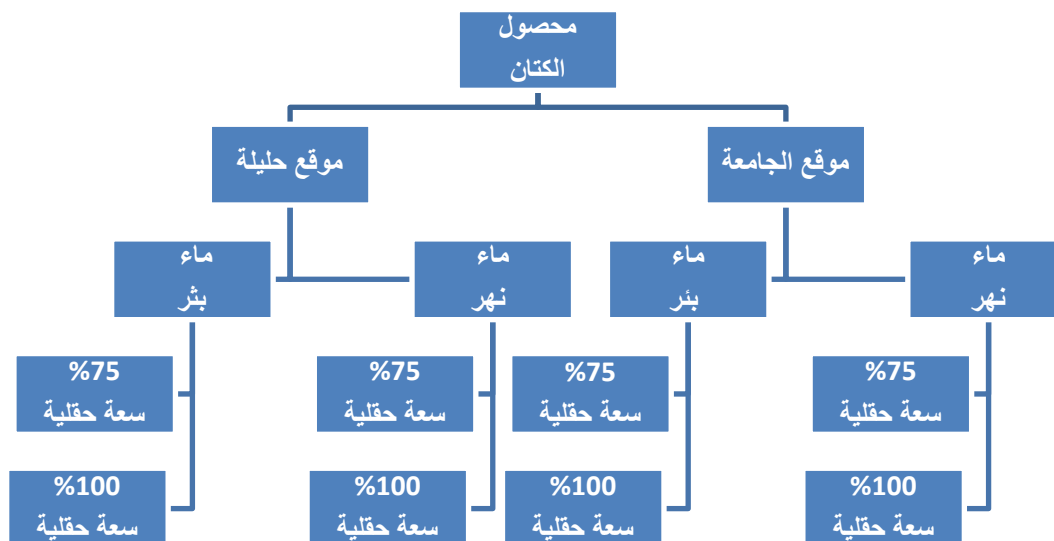 محصول
الكتان
موقع الجامعة
موقع حليلة
ماء
نهر
ماء
بئر
ماء
نهر
ماء
بثر
%75
سعة حقلية
%75
سعة حقلية
%75
سعة حقلية
%75
سعة حقلية
%100
سعة حقلية
%100
سعة حقلية
%100
سعة حقلية
%100
سعة حقلية